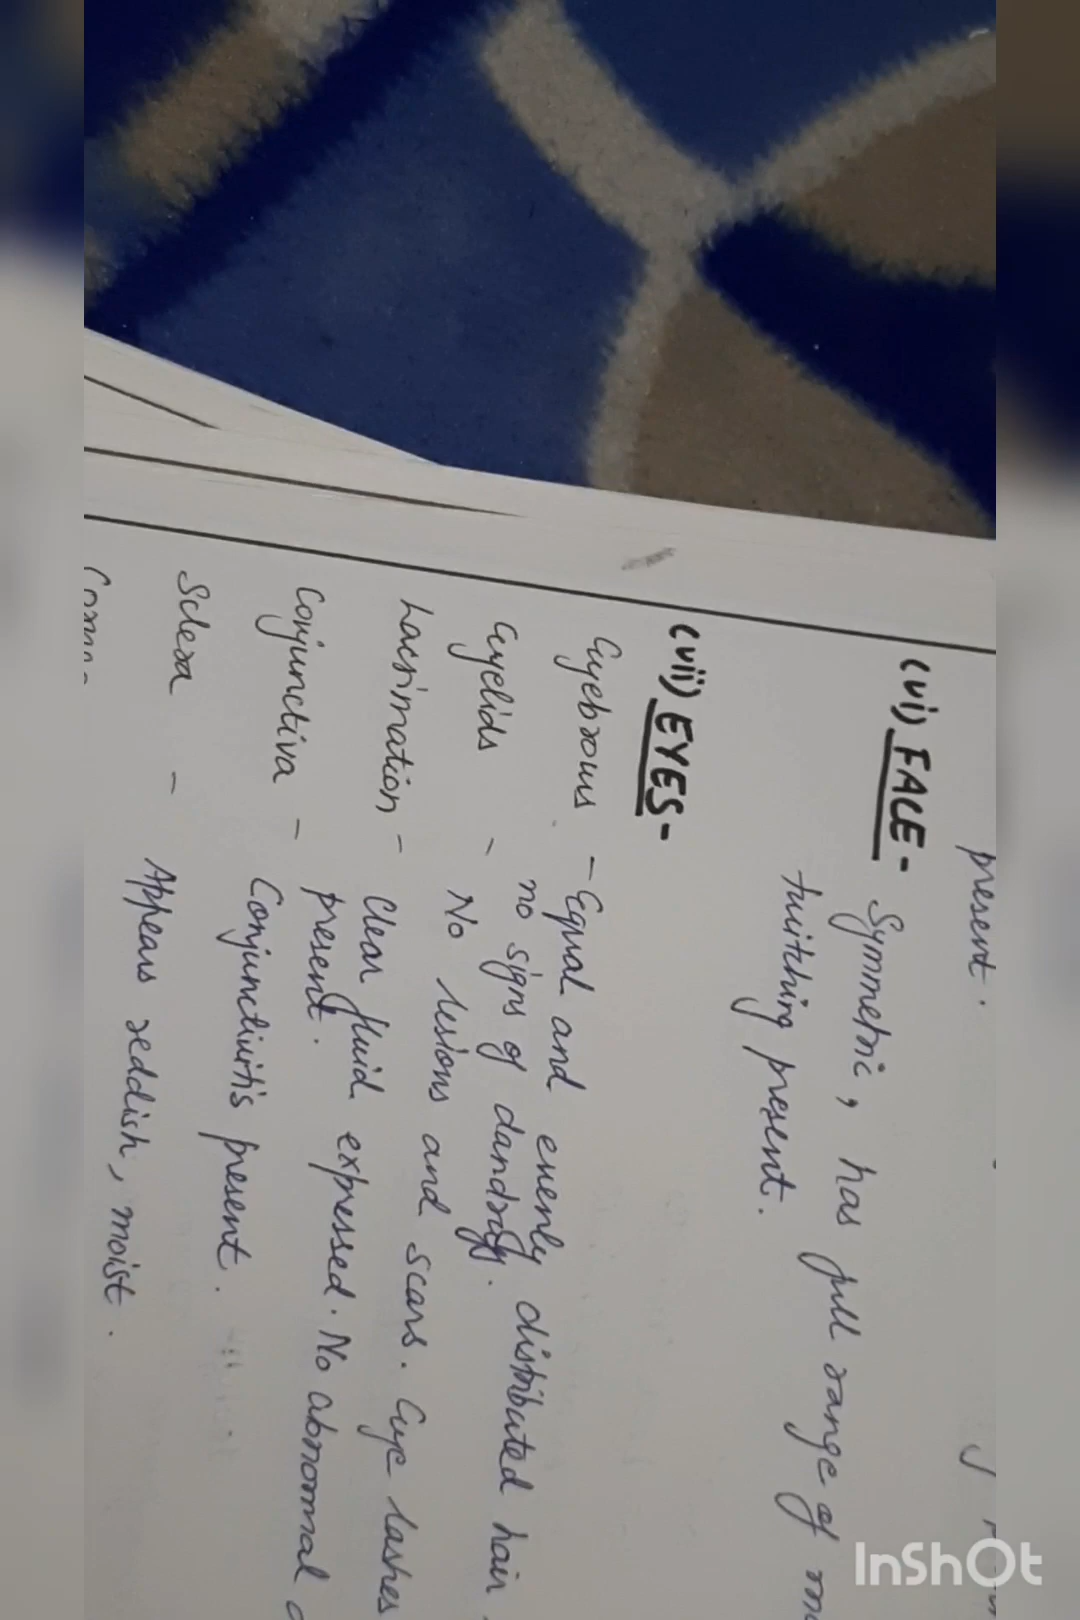 present.
(vi) FACE - Symmetric, has full range of
twitching present.
(vii) EYES -
Eyebrows - Equal and evenly distributed hair
no signs of dandruff.
Eyelids - No lesions and scars. Eye lashes
Lacrimation - Clear fluid expressed. No abnormal
present.
Conjunctiva - Conjunctivitis present.
Sclera - Appears reddish, moist.
InShOt